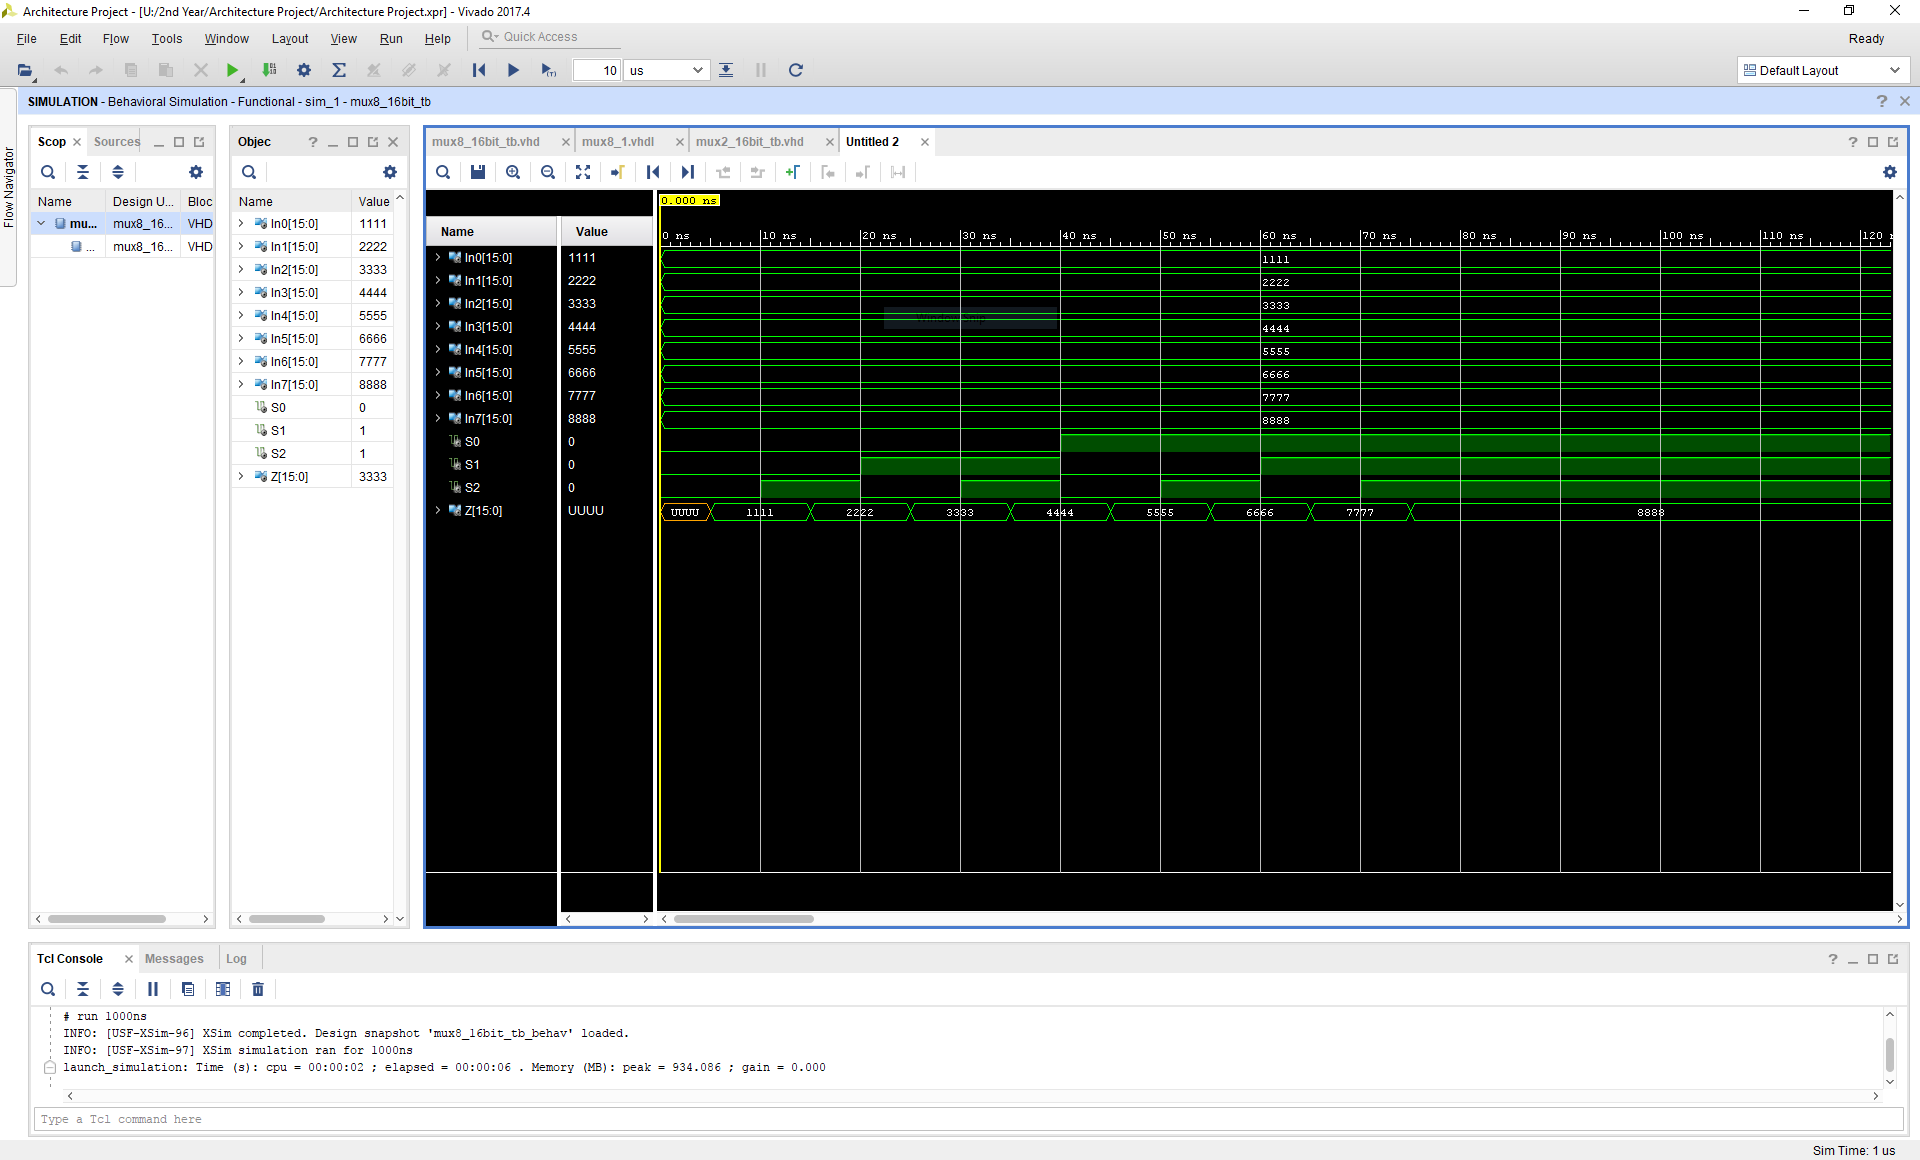 Architecture Project - [U:/2nd Year/Architecture Project/Architecture Project.xpr] - Vivado 2017.4
File Edit Flow Tools Window Layout View Run Help Quick Access
Ready
10 us
Default Layout
SIMULATION - Behavioral Simulation - Functional - sim_1 - mux8_16bit_tb
Flow Navigator
Scop Sources
Name Design U... Bloc
mu... mux8_16... VHD
... mux8_16... VHD
Objec
Name Value
In0[15:0] 1111
In1[15:0] 2222
In2[15:0] 3333
In3[15:0] 4444
In4[15:0] 5555
In5[15:0] 6666
In6[15:0] 7777
In7[15:0] 8888
S0 0
S1 1
S2 1
Z[15:0] 3333
mux8_16bit_tb.vhd mux8_1.vhdl mux2_16bit_tb.vhd Untitled 2
0.000 ns
Name Value
0 ns 10 ns 20 ns 30 ns 40 ns 50 ns 60 ns 70 ns 80 ns 90 ns 100 ns 110 ns 120
In0[15:0] 1111 1111
In1[15:0] 2222 2222
In2[15:0] 3333 3333
Window Snip
In3[15:0] 4444 4444
In4[15:0] 5555 5555
In5[15:0] 6666 6666
In6[15:0] 7777 7777
In7[15:0] 8888 8888
S0 0
S1 0
S2 0
Z[15:0] UUUU UUUU 1111 2222 3333 4444 5555 6666 7777 8888
Tcl Console Messages Log
# run 1000ns
INFO: [USF-XSim-96] XSim completed. Design snapshot 'mux8_16bit_tb_behav' loaded.
INFO: [USF-XSim-97] XSim simulation ran for 1000ns
launch_simulation: Time (s): cpu = 00:00:02 ; elapsed = 00:00:06 . Memory (MB): peak = 934.086 ; gain = 0.000
Type a Tcl command here
Sim Time: 1 us